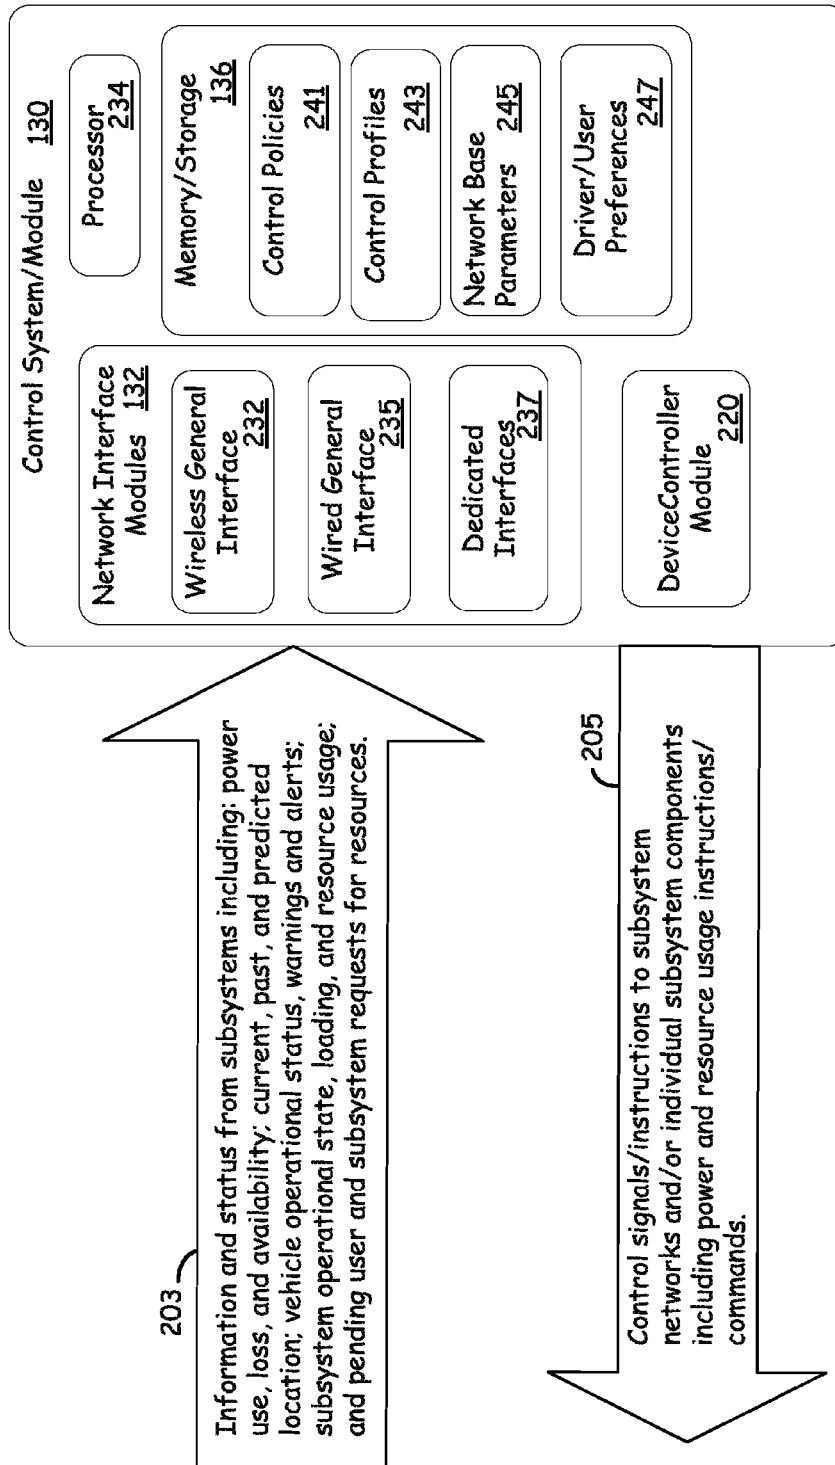 Control System/Module 130
Network Interface
Modules 132
Wireless General
Interface
232
Wired General
Interface
235
Dedicated
Interfaces
237
DeviceController
Module
220
Processor
234
Memory/Storage
136
Control Policies
241
Control Profiles
243
Network Base
Parameters 245
Driver/User
Preferences
247
203
Information and status from subsystems including: power
use, loss, and availability; current, past, and predicted
location; vehicle operational status, warnings and alerts;
subsystem operational state, loading, and resource usage;
and pending user and subsystem requests for resources.
205
Control signals/instructions to subsystem
networks and/or individual subsystem components
including power and resource usage instructions/
commands.